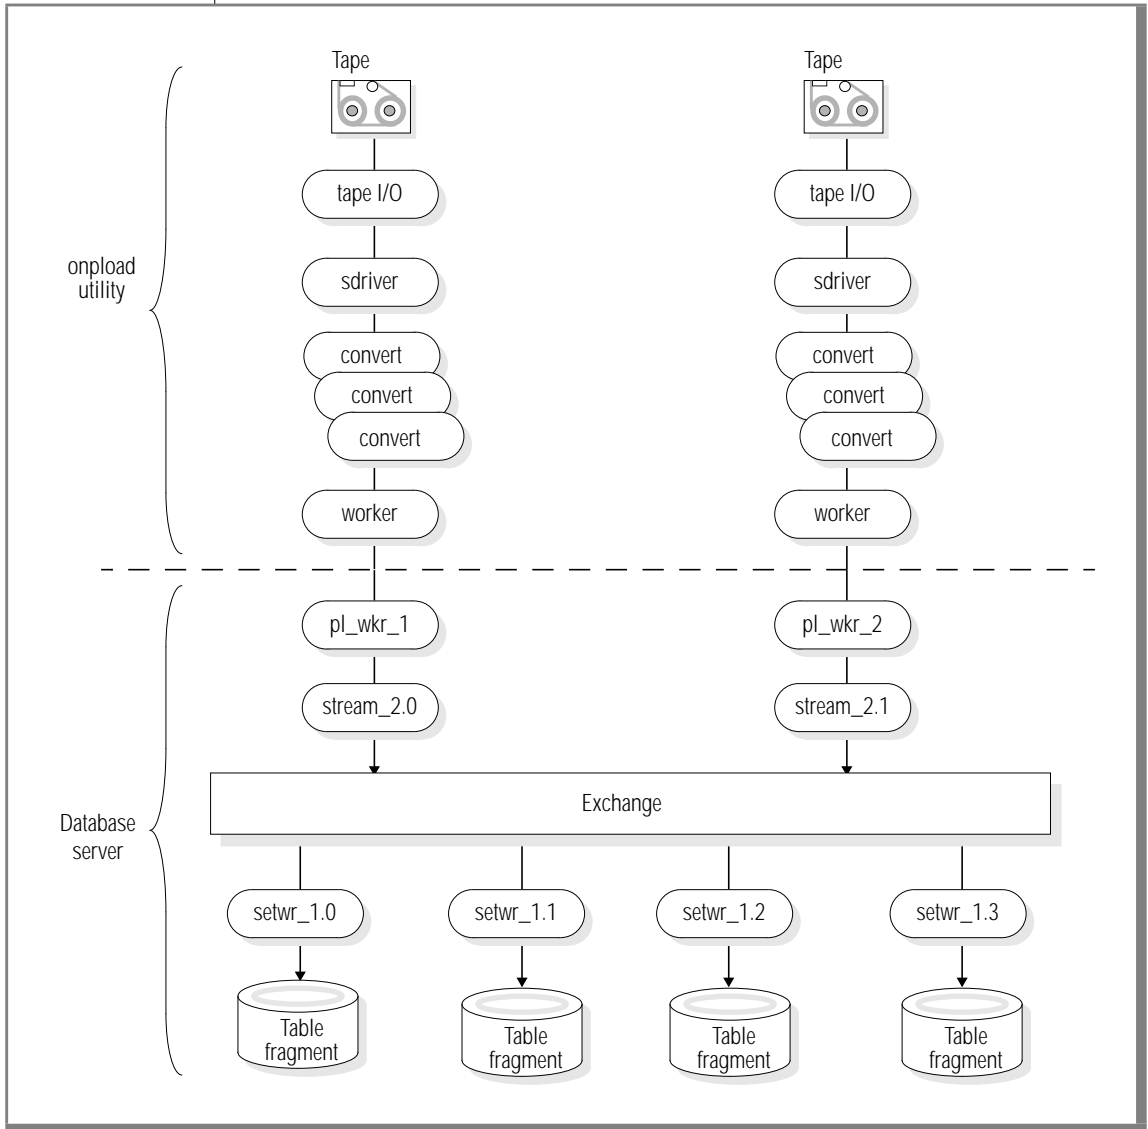 Tape
Tape
tape I/O
tape I/O
onpload
utility
sdriver
sdriver
convert
convert
convert
convert
convert
convert
worker
worker
pl_wkr_1
pl_wkr_2
stream_2.0
stream_2.1
Exchange
Database
server
setwr_1.0
setwr_1.1
setwr_1.2
setwr_1.3
Table
fragment
Table
fragment
Table
fragment
Table
fragment